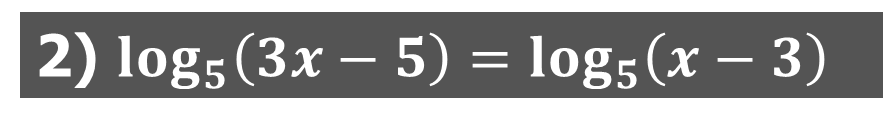 2) log₅(3x − 5) = log₅(x − 3)